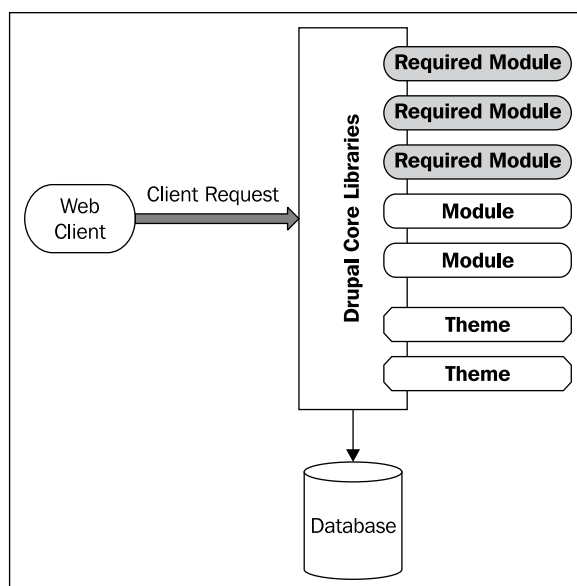 Web
Client
Client Request
Drupal Core Libraries
Required Module
Required Module
Required Module
Module
Module
Theme
Theme
Database